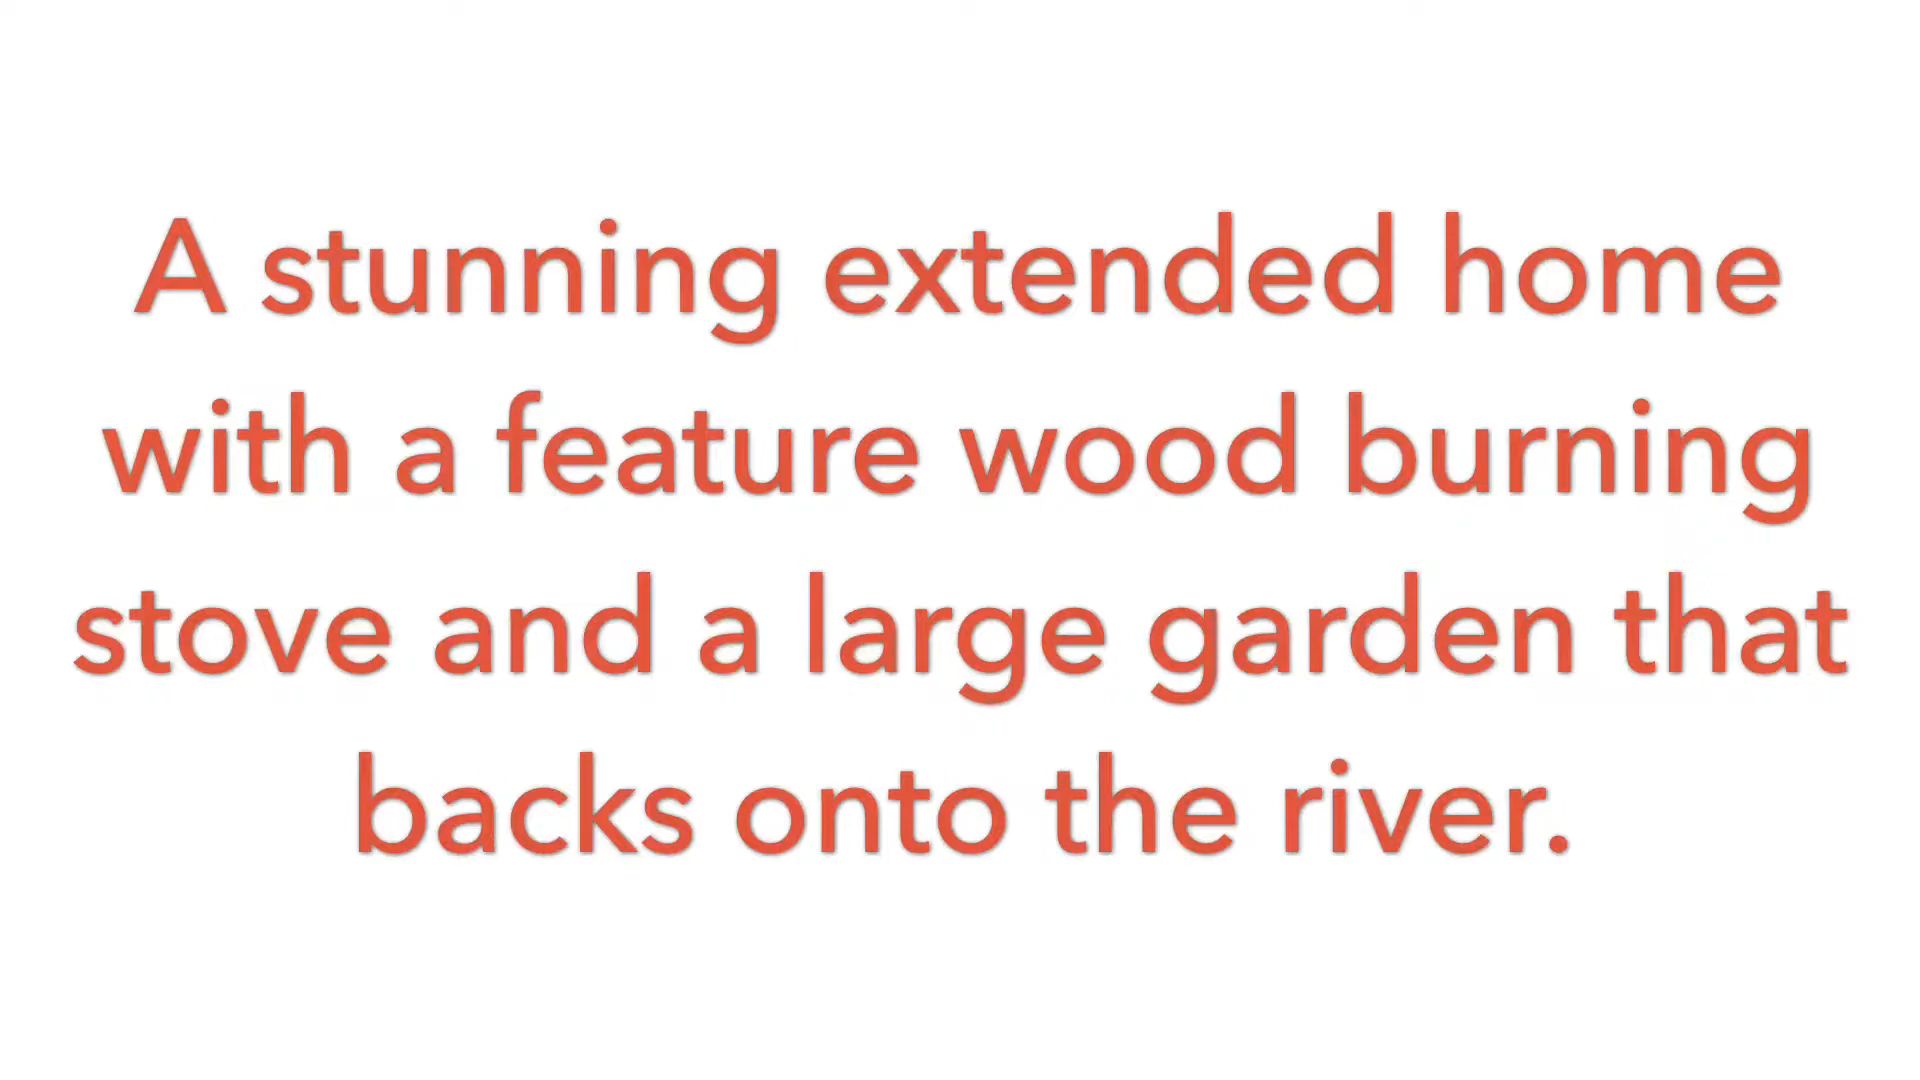 A stunning extended home
with a feature wood burning
stove and a large garden that
backs onto the river.